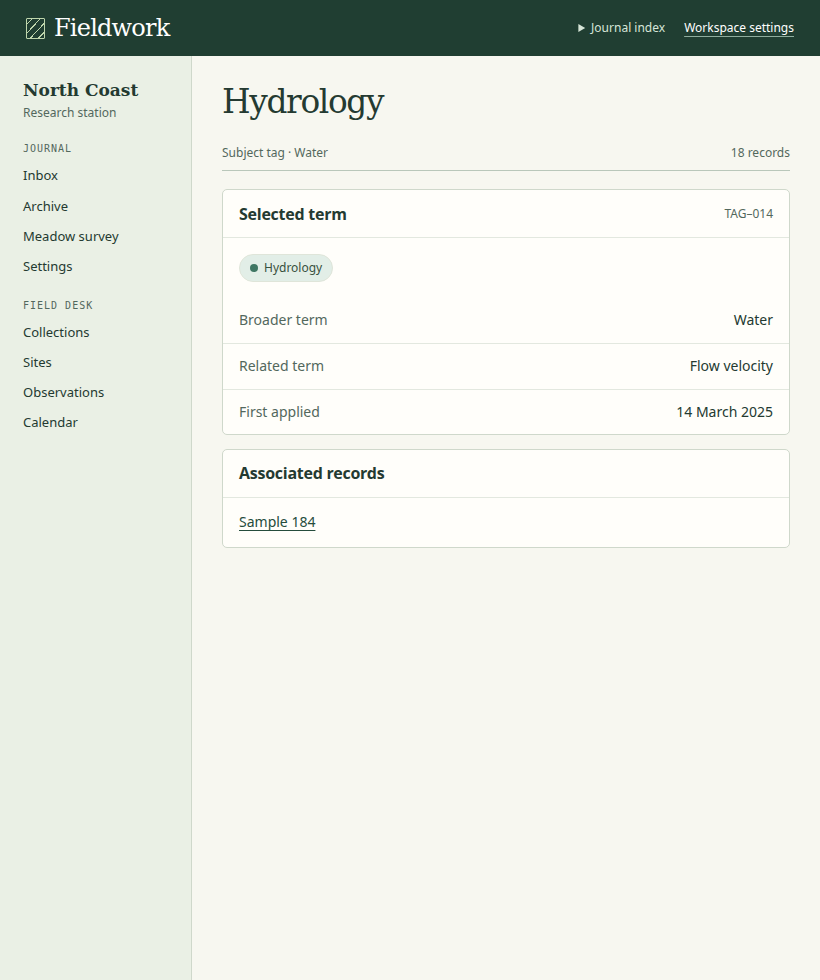 Fieldwork
▶ Journal index
Workspace settings
North Coast
Research station
JOURNAL
Inbox
Archive
Meadow survey
Settings
FIELD DESK
Collections
Sites
Observations
Calendar
Hydrology
Subject tag · Water
18 records
Selected term
TAG–014
Hydrology
Broader term
Water
Related term
Flow velocity
First applied
14 March 2025
Associated records
Sample 184